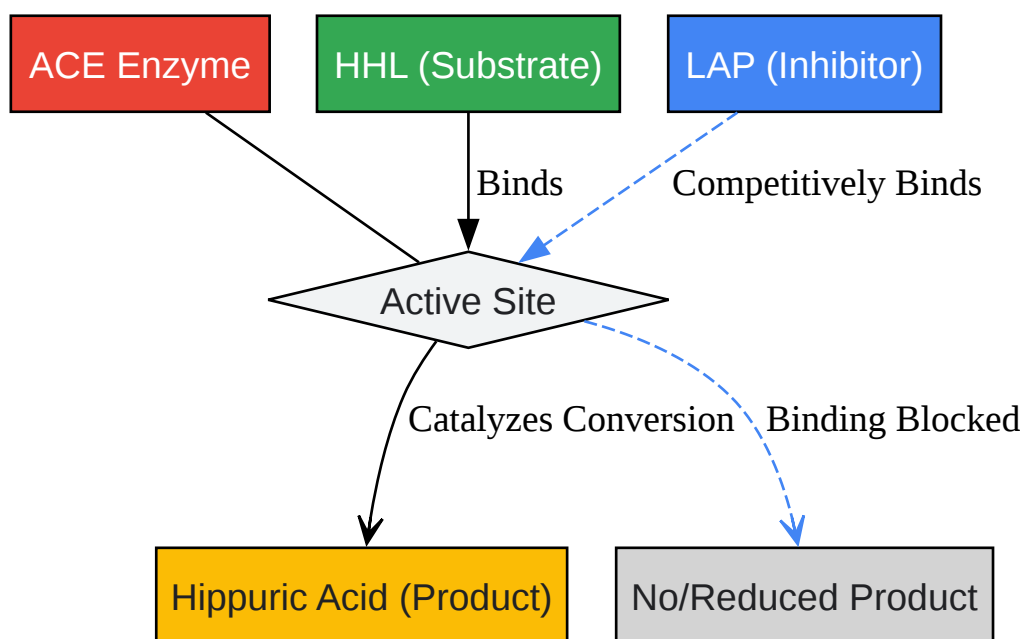 ACE Enzyme
HHL (Substrate)
LAP (Inhibitor)
Binds
Competitively Binds
Active Site
Catalyzes Conversion
Binding Blocked
Hippuric Acid (Product)
No/Reduced Product